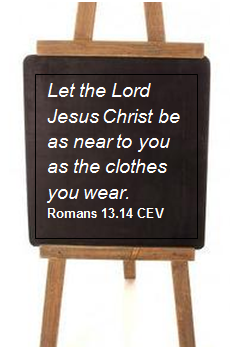 Let the Lord
Jesus Christ be
as near to you
as the clothes
you wear.
Romans 13.14 CEV